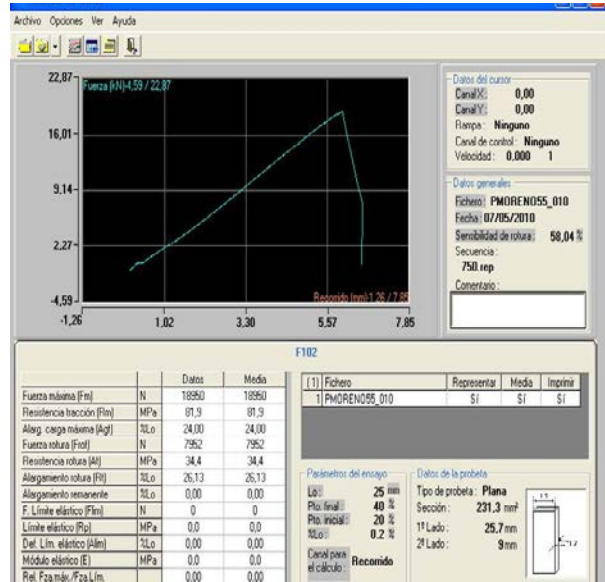 Archivo Opciones Ver Ayuda
22,87
16,01
9,14
2,27
-4,59
Fuerza (kN)-4,59 / 22,87
Recorrido (mm)-1,26 / 7,85
-1,26 1,02 3,30 5,57 7,85
Datos del cursor
Canal X: 0,00
Canal Y: 0,00
Rampa: Ninguno
Canal de control: Ninguno
Velocidad: 0.000 1
Datos generales
Fichero: PMORENO55_010
Fecha: 07/05/2010
Sensibilidad de rotura: 58,04 %
Secuencia:
750.rep
Comentario:
F102
Datos Media
Fuerza máxima (Fm) N 18950 18950
Resistencia tracción (Rm) MPa 81,9 81,9
Alarg. carga máxima (Agt) %Lo 24,00 24,00
Fuerza rotura (Frot) N 7952 7952
Resistencia rotura (At) MPa 34,4 34,4
Alargamiento rotura (Rt) %Lo 26,13 26,13
Alargamiento remanente %Lo 0,00 0,00
F. Límite elástico (Flm) N 0 0
Límite elástico (Rp) MPa 0,0 0,0
Def. Lím. elástico (Alm) %Lo 0,00 0,00
Módulo elástico (E) MPa 0,0 0,0
Rel. Fza.máx./Fza.Lím. 0,00 0,00
(1) Fichero Representar Media Imprimir
1 PMORENO55_010 Sí Sí Sí
Parámetros del ensayo
Lo: 25 mm
Pto. final: 40 %
Pto. inicial: 20 %
%Lo: 0.2 %
Canal para
el cálculo: Recorrido
Datos de la probeta
Tipo de probeta: Plana
Sección: 231,3 mm²
1º Lado: 25,7 mm
2º Lado: 9 mm